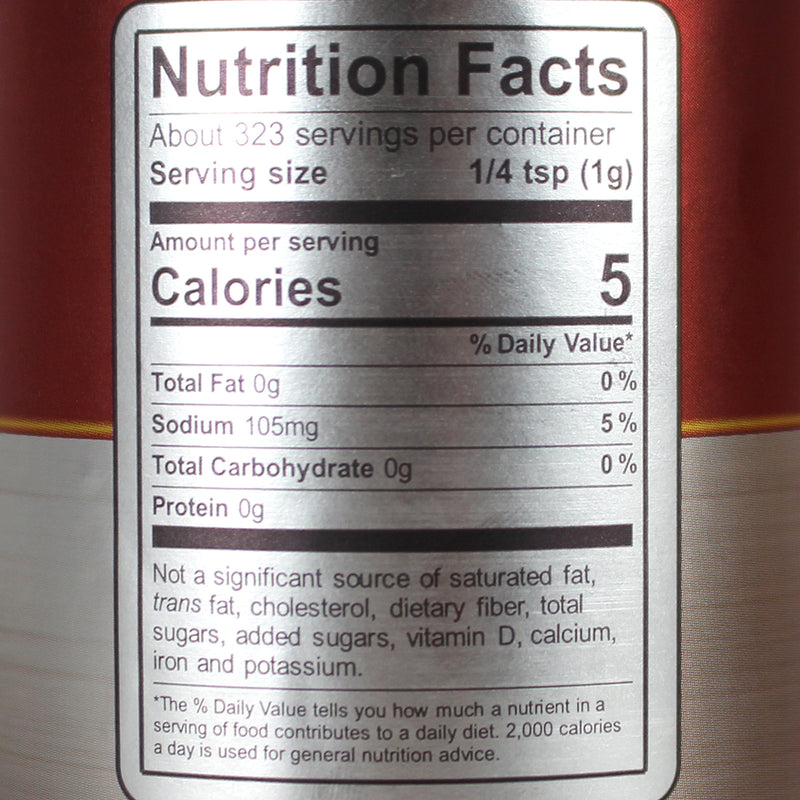 Nutrition Facts
About 323 servings per container
Serving size 1/4 tsp (1g)
Amount per serving
Calories 5
% Daily Value*
Total Fat 0g 0%
Sodium 105mg 5%
Total Carbohydrate 0g 0%
Protein 0g
Not a significant source of saturated fat,
trans fat, cholesterol, dietary fiber, total
sugars, added sugars, vitamin D, calcium,
iron and potassium.
*The % Daily Value tells you how much a nutrient in a
serving of food contributes to a daily diet. 2,000 calories
a day is used for general nutrition advice.